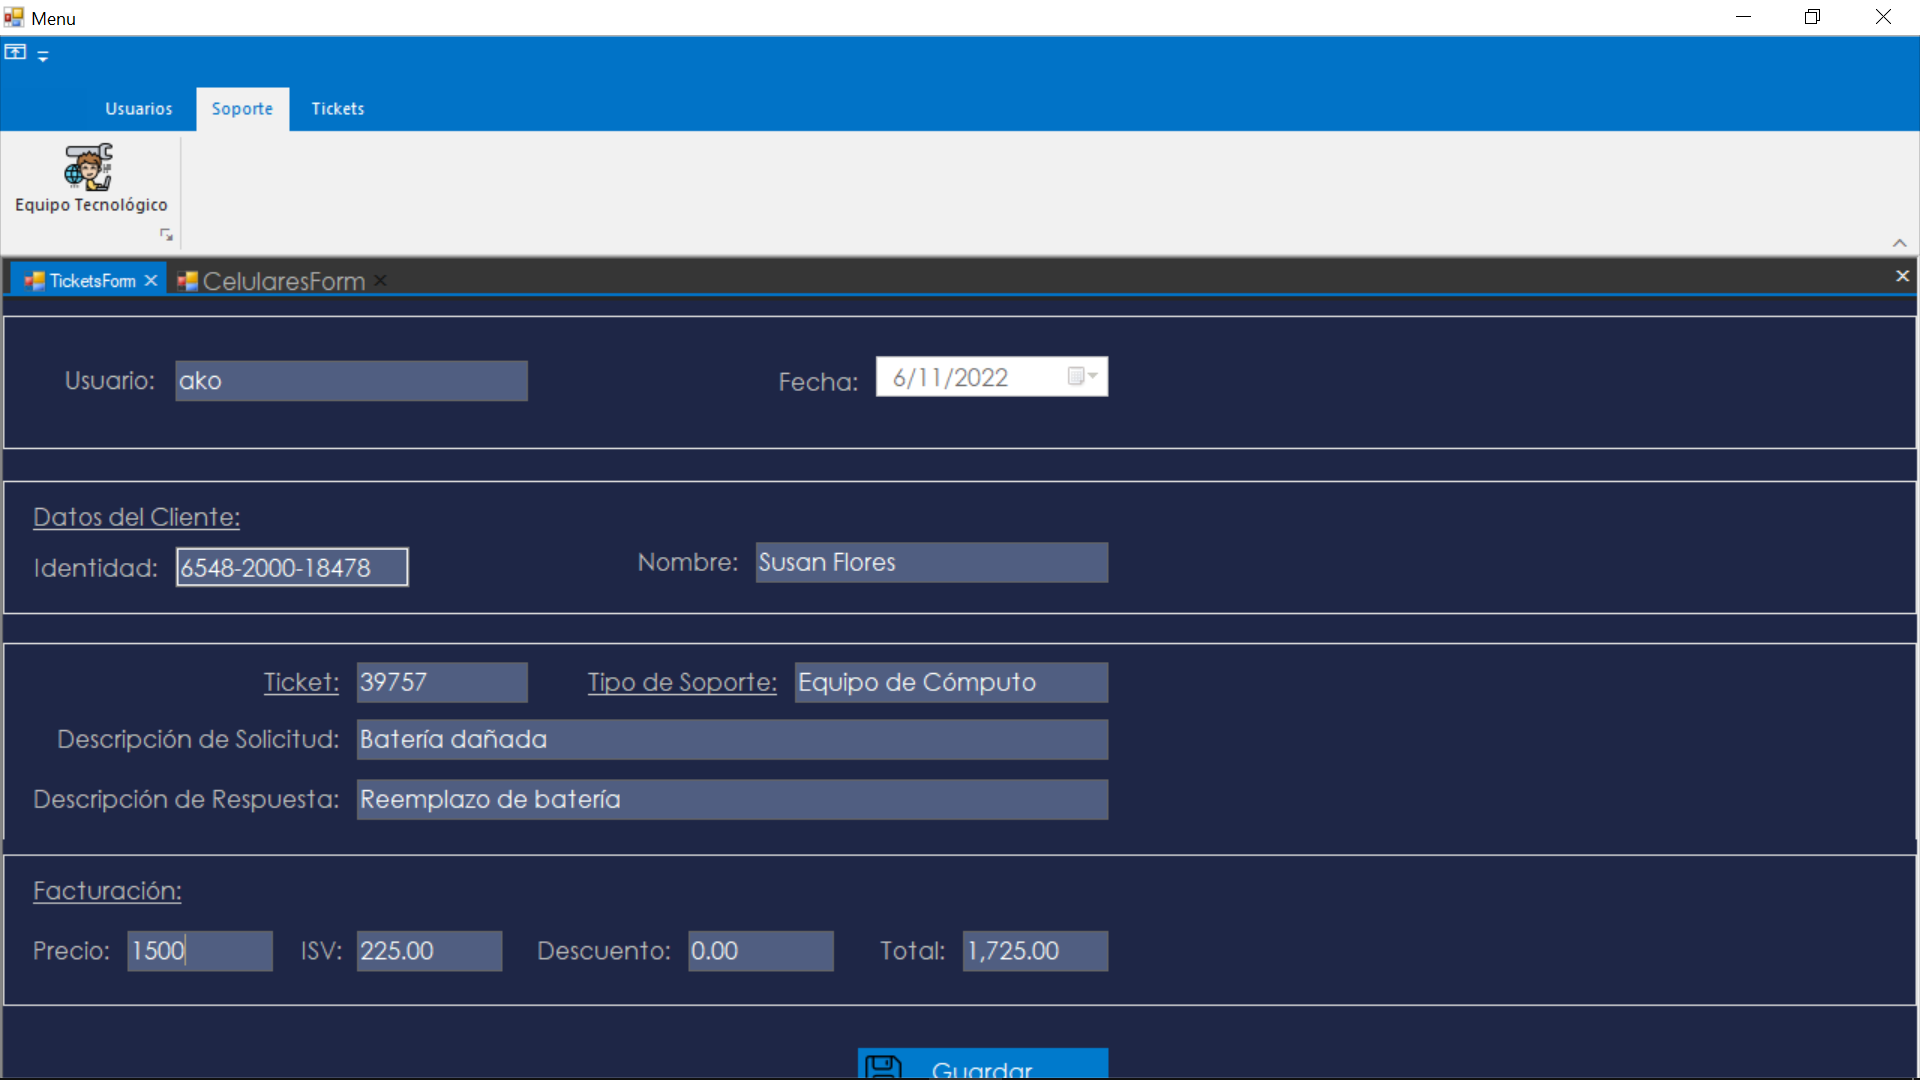 Menu
Usuarios Soporte Tickets
Equipo Tecnológico
TicketsForm CelularesForm
Usuario: ako Fecha: 6/11/2022
Datos del Cliente:
Identidad: 6548-2000-18478 Nombre: Susan Flores
Ticket: 39757 Tipo de Soporte: Equipo de Cómputo
Descripción de Solicitud: Batería dañada
Descripción de Respuesta: Reemplazo de batería
Facturación:
Precio: 1500 ISV: 225.00 Descuento: 0.00 Total: 1,725.00
Guardar